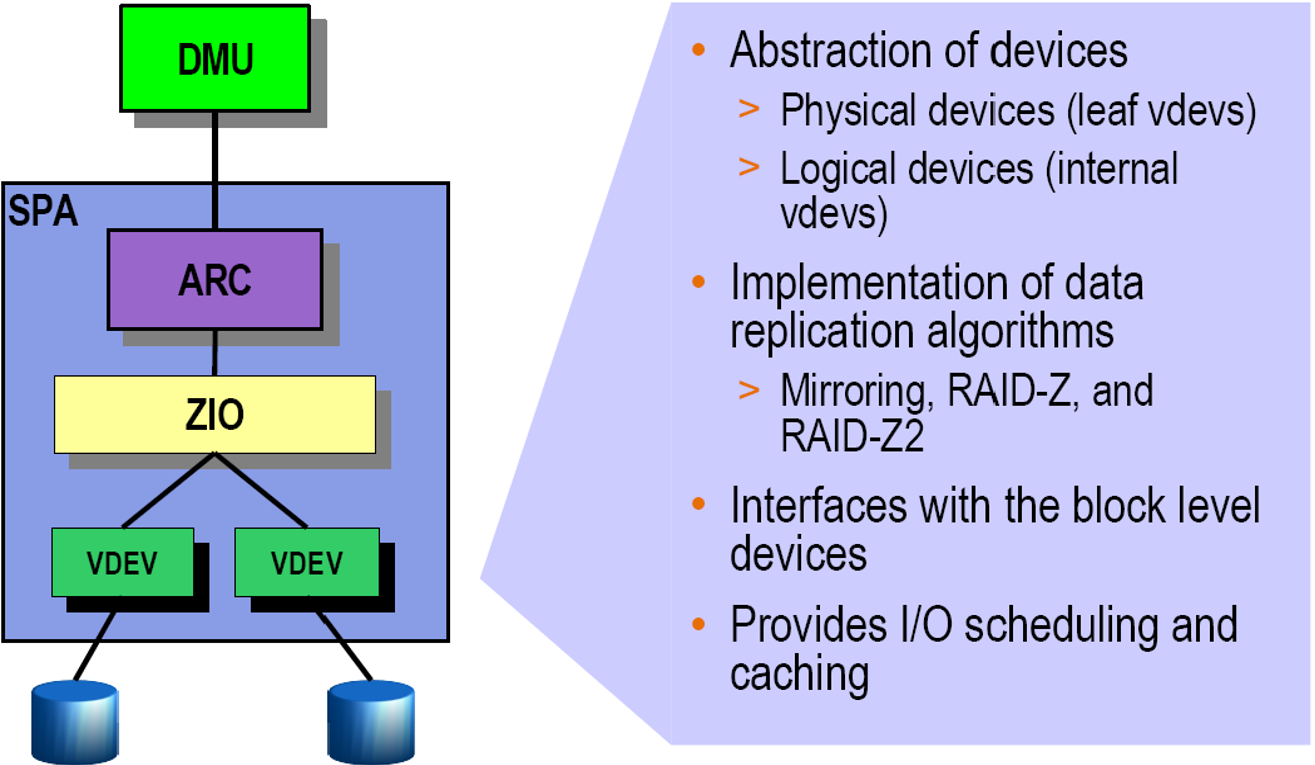 DMU
SPA
ARC
ZIO
VDEV
VDEV
• Abstraction of devices
> Physical devices (leaf vdevs)
> Logical devices (internal
vdevs)
• Implementation of data
replication algorithms
> Mirroring, RAID-Z, and
RAID-Z2
• Interfaces with the block level
devices
• Provides I/O scheduling and
caching